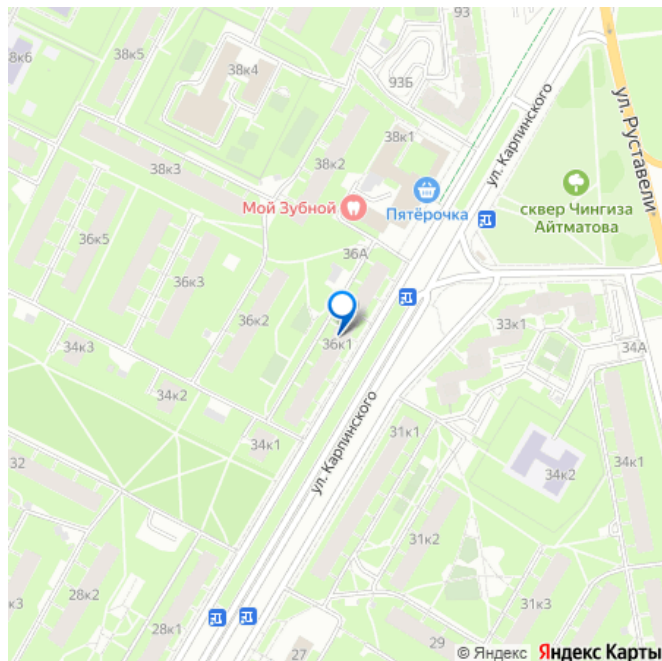 93
38к5
38к6
38к4
93Б
ул. Руставели
38к1
ул. Карпинского
38к3
38к2
Пятёрочка
Мой Зубной
сквер Чингиза
Айтматова
36к5
36А
36к3
36к2
33к1
34к3
36к1
34А
34к2
ул. Карпинского
34к1
31к1
32
34к1
34к2
31к2
28к2
к3
31к3
28к1
29
27
© Яндекс Яндекс Карты